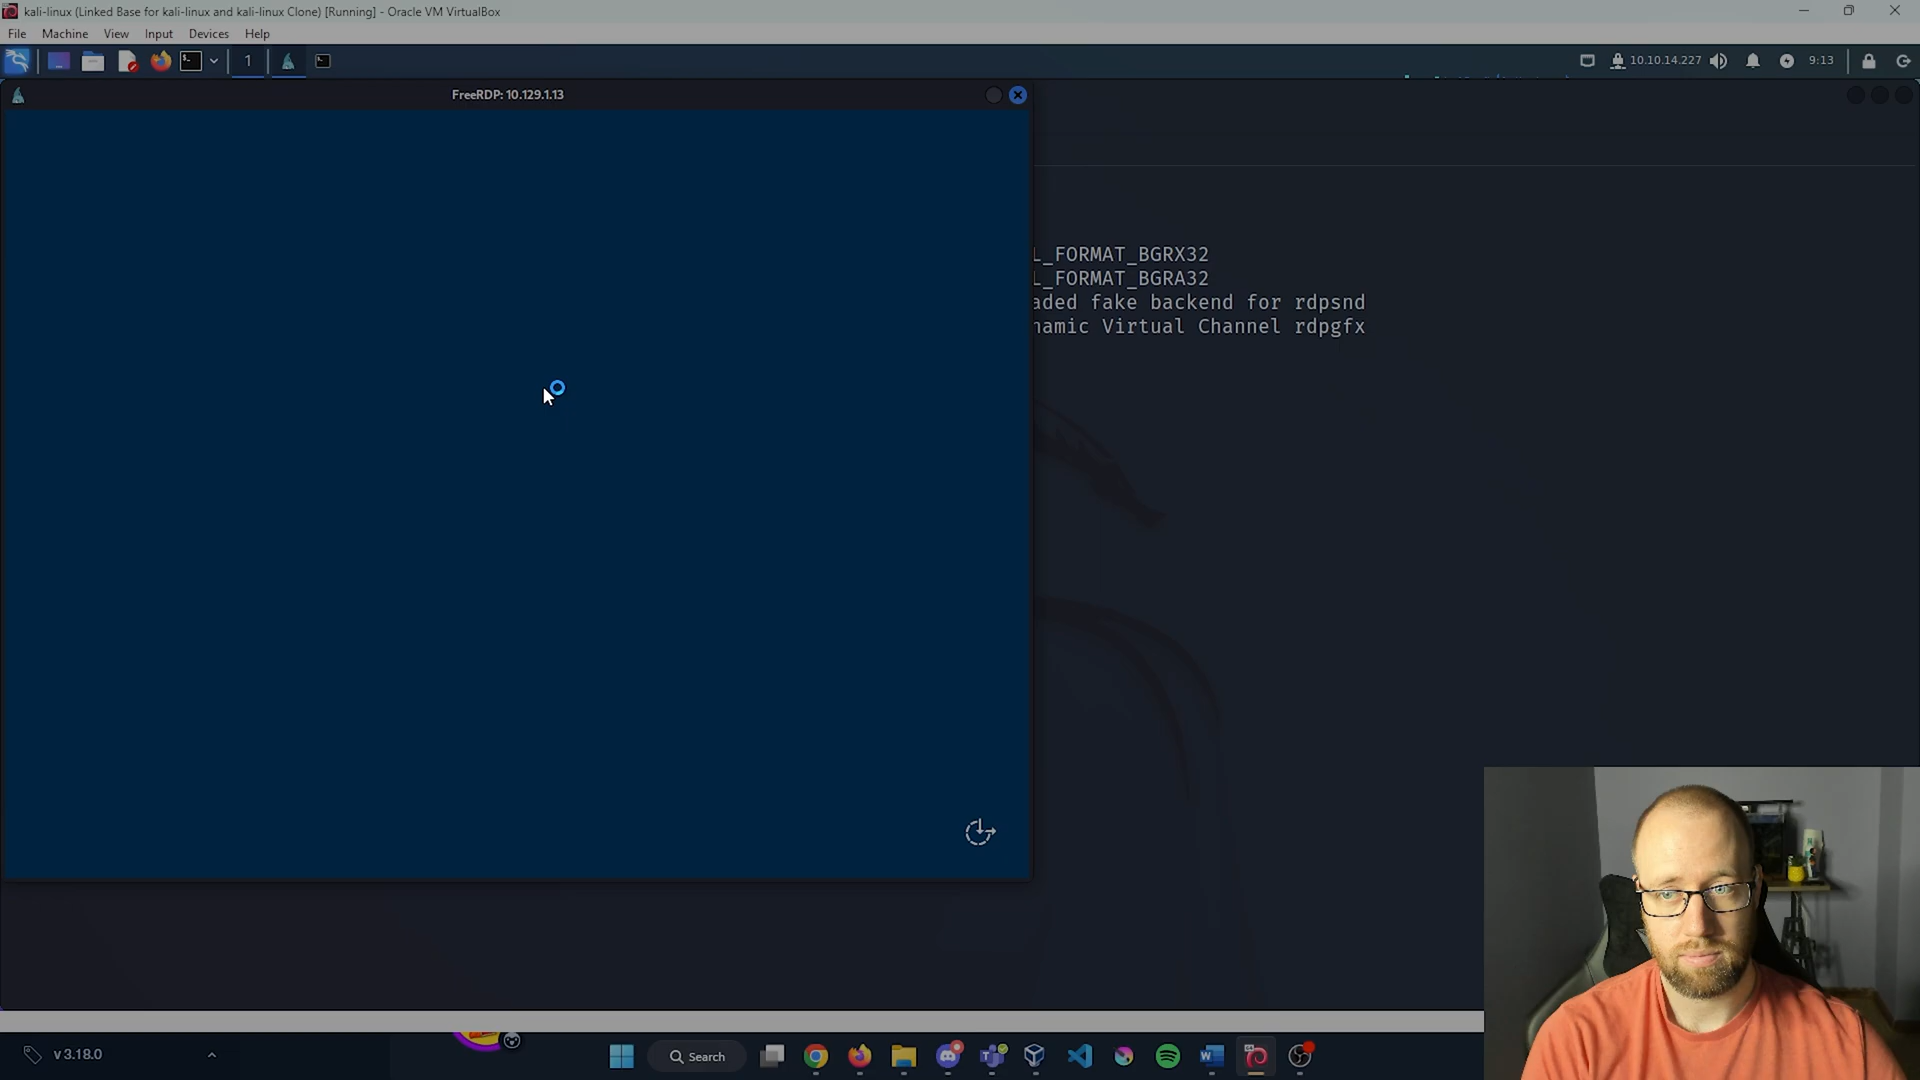 kali-linux (Linked Base for kali-linux and kali-linux Clone) [Running] - Oracle VM VirtualBox
File Machine View Input Devices Help
1
10.10.14.227
9:13
FreeRDP: 10.129.1.13
L_FORMAT_BGRX32
L_FORMAT_BGRA32
aded fake backend for rdpsnd
namic Virtual Channel rdpgfx
v 3.18.0
Search